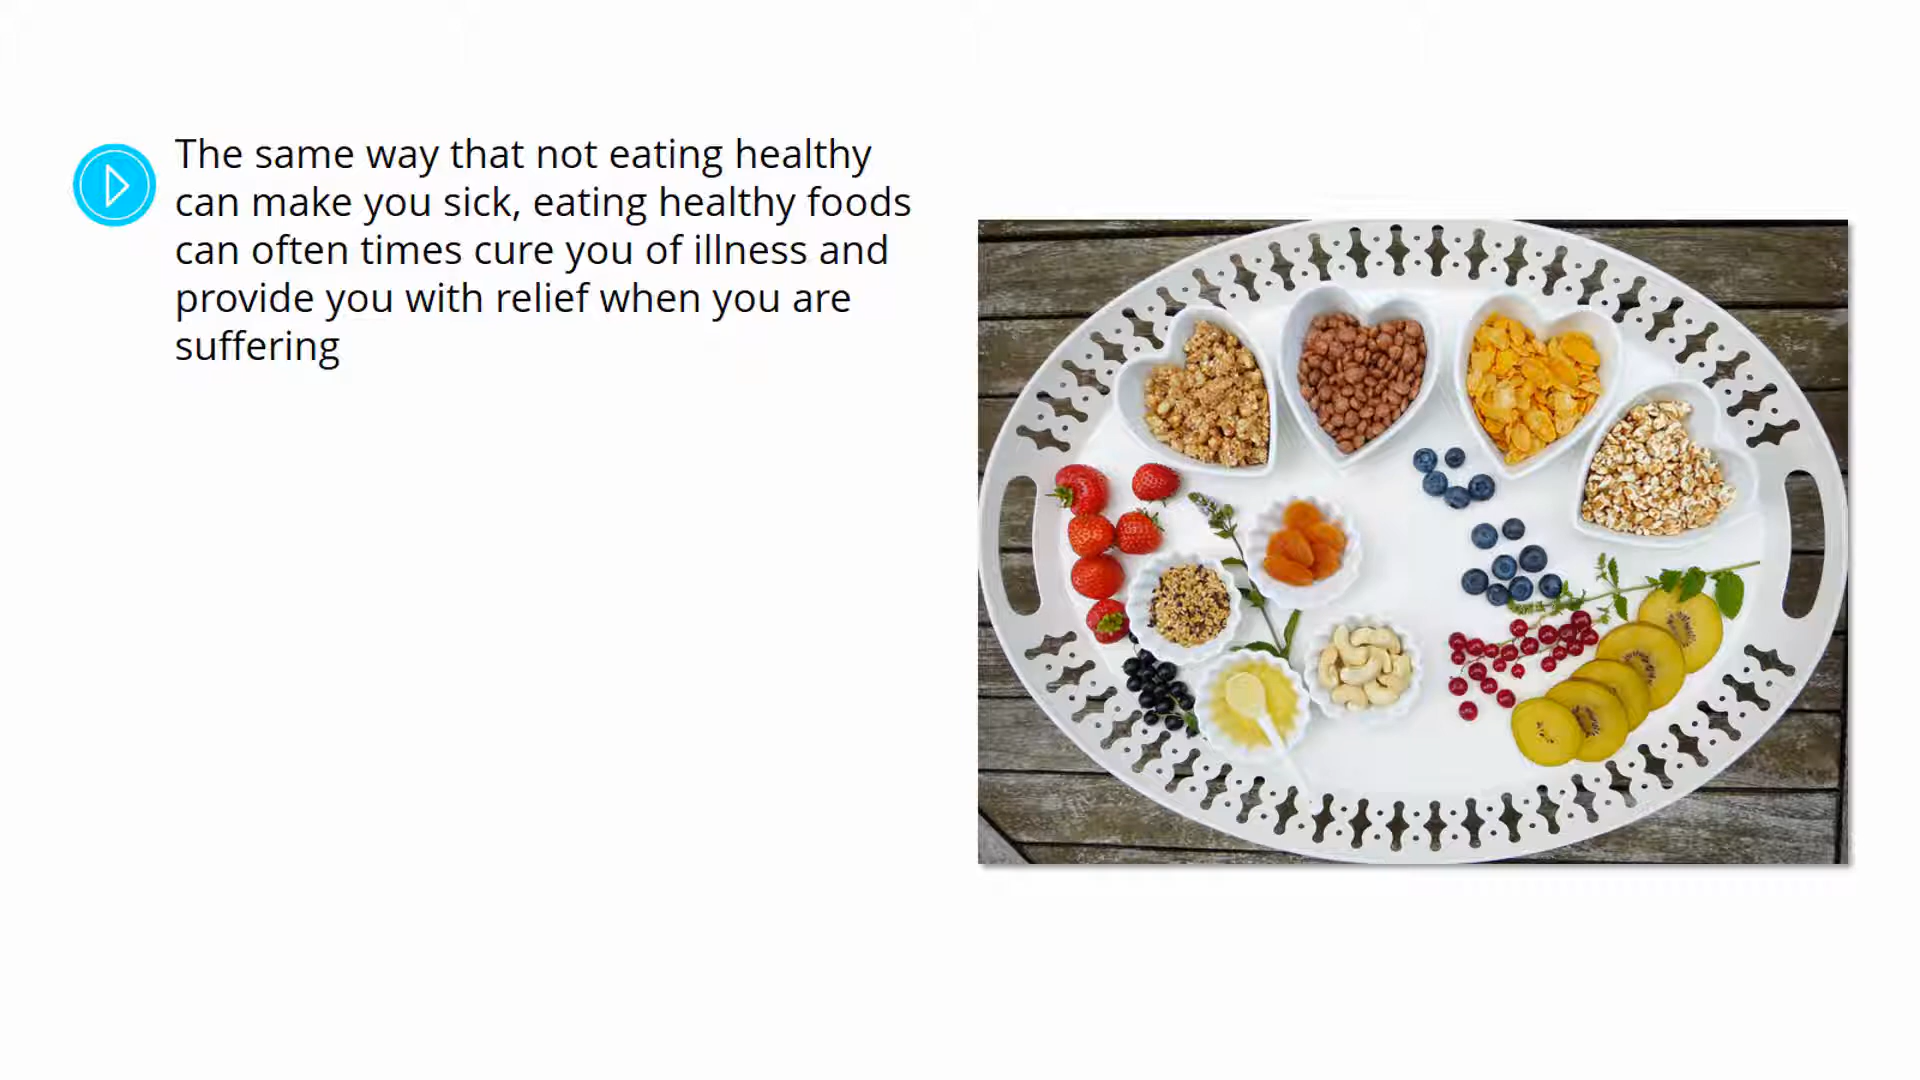 The same way that not eating healthy
can make you sick, eating healthy foods
can often times cure you of illness and
provide you with relief when you are
suffering